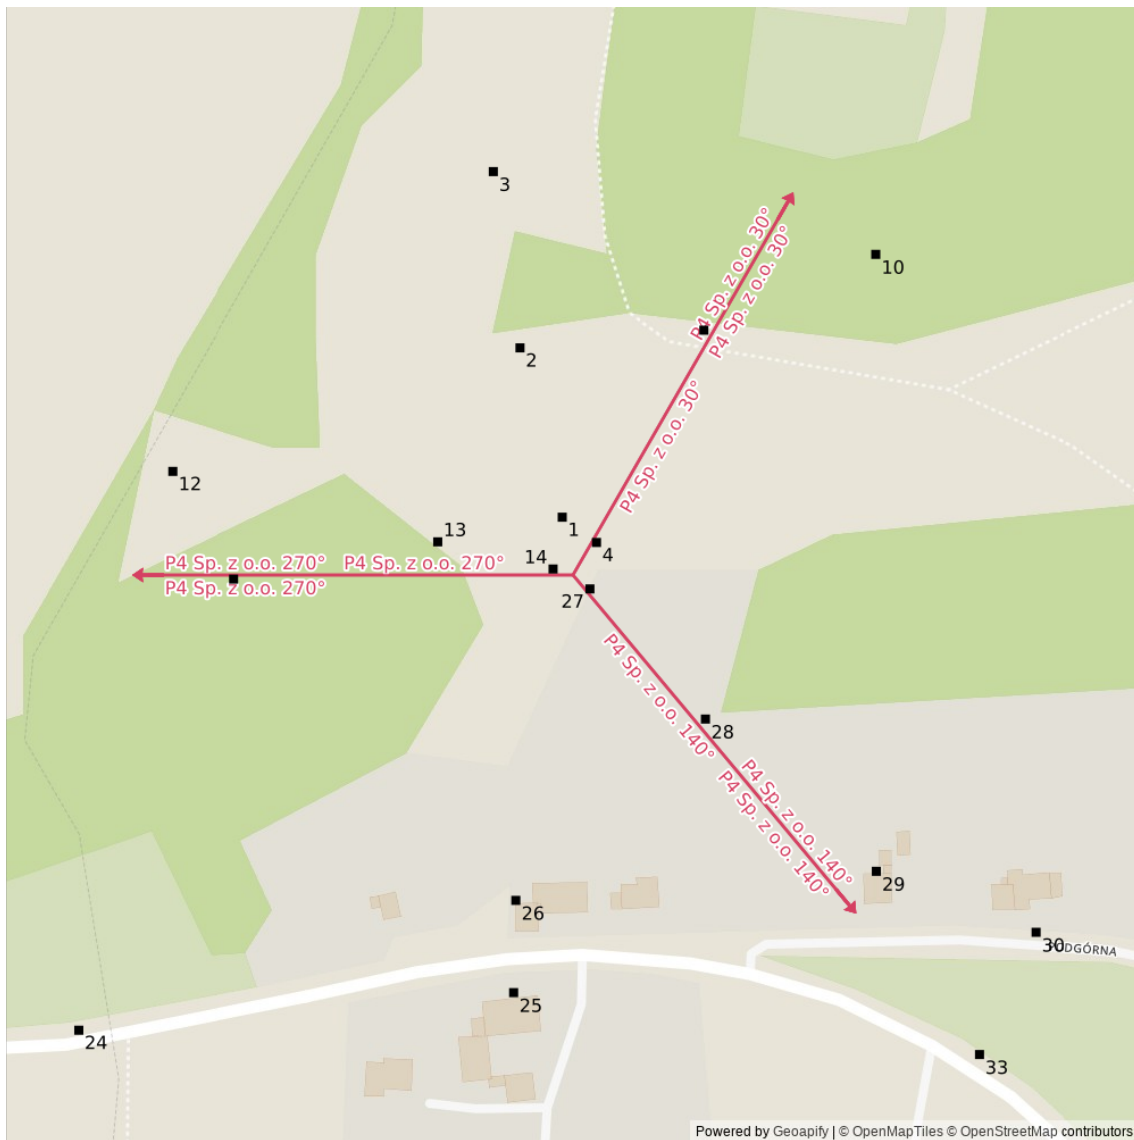 3
P4 Sp. z o.o. 30°
P4 Sp. z o.o. 30°
10
2
P4 Sp. z o.o. 30°
12
13
1
14
4
P4 Sp. z o.o. 270°
P4 Sp. z o.o. 270°
P4 Sp. z o.o. 270°
27
P4 Sp. z o.o. 140°
28
P4 Sp. z o.o. 140°
P4 Sp. z o.o. 140°
29
26
30
PODGÓRNA
25
24
33
Powered by Geoapify | © OpenMapTiles © OpenStreetMap contributors